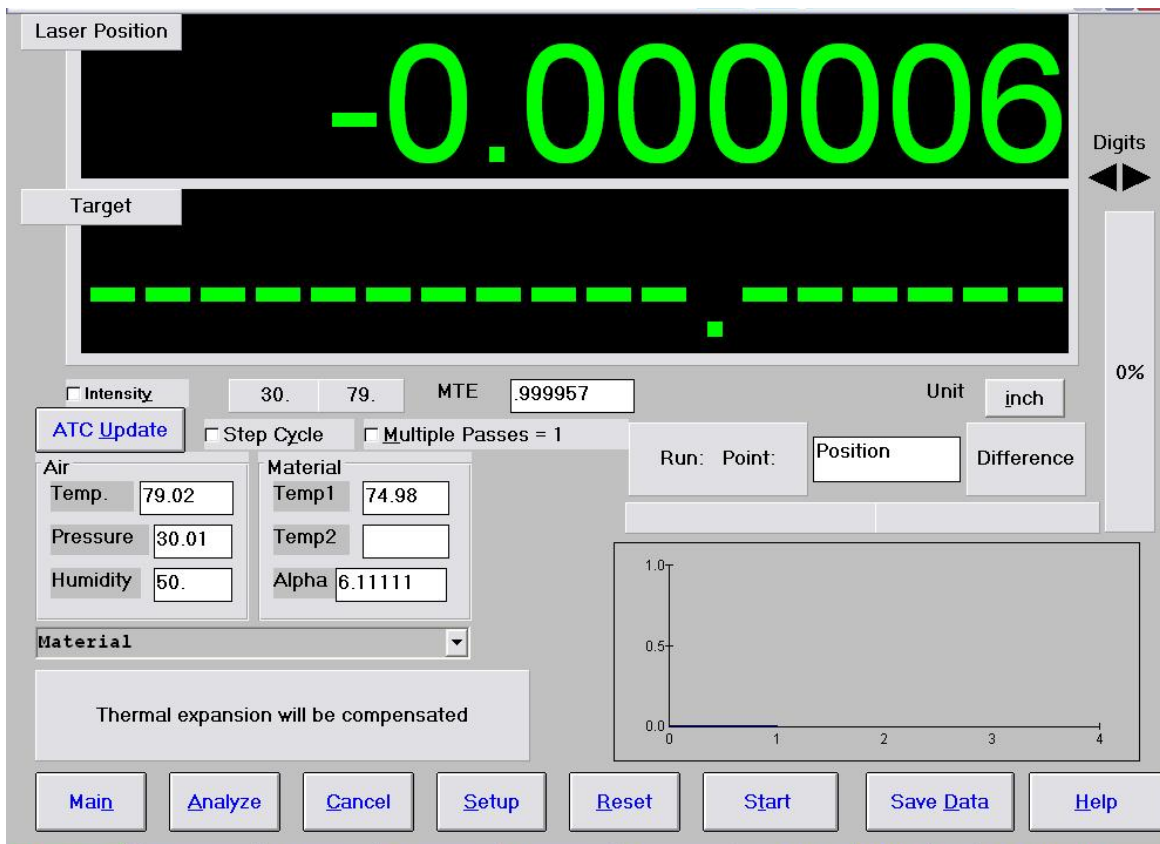 Laser Position
-0.000006
Digits
Target
-----------.------
0%
Intensity
30. 79.
MTE .999957
Unit inch
ATC Update
Step Cycle
Multiple Passes = 1
Run: Point:
Position
Difference
Air
Temp. 79.02
Pressure 30.01
Humidity 50.
Material
Temp1 74.98
Temp2
Alpha 6.11111
Material
Thermal expansion will be compensated
1.0
0.5
0.0
0 1 2 3 4
Main Analyze Cancel Setup Reset Start Save Data Help